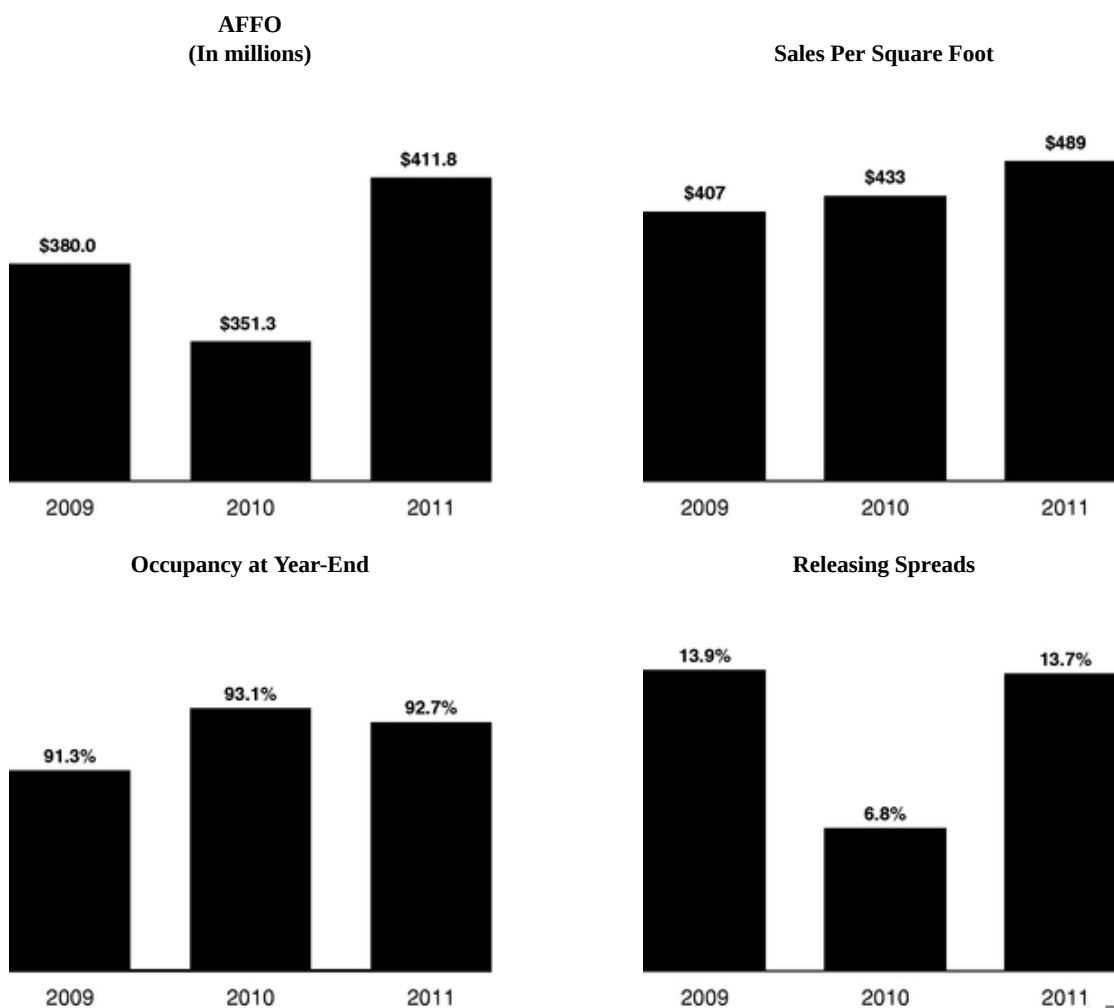 AFFO
(In millions)
$380.0
$351.3
$411.8
2009 2010 2011
Sales Per Square Foot
$407
$433
$489
2009 2010 2011
Occupancy at Year-End
91.3%
93.1%
92.7%
2009 2010 2011
Releasing Spreads
13.9%
6.8%
13.7%
2009 2010 2011